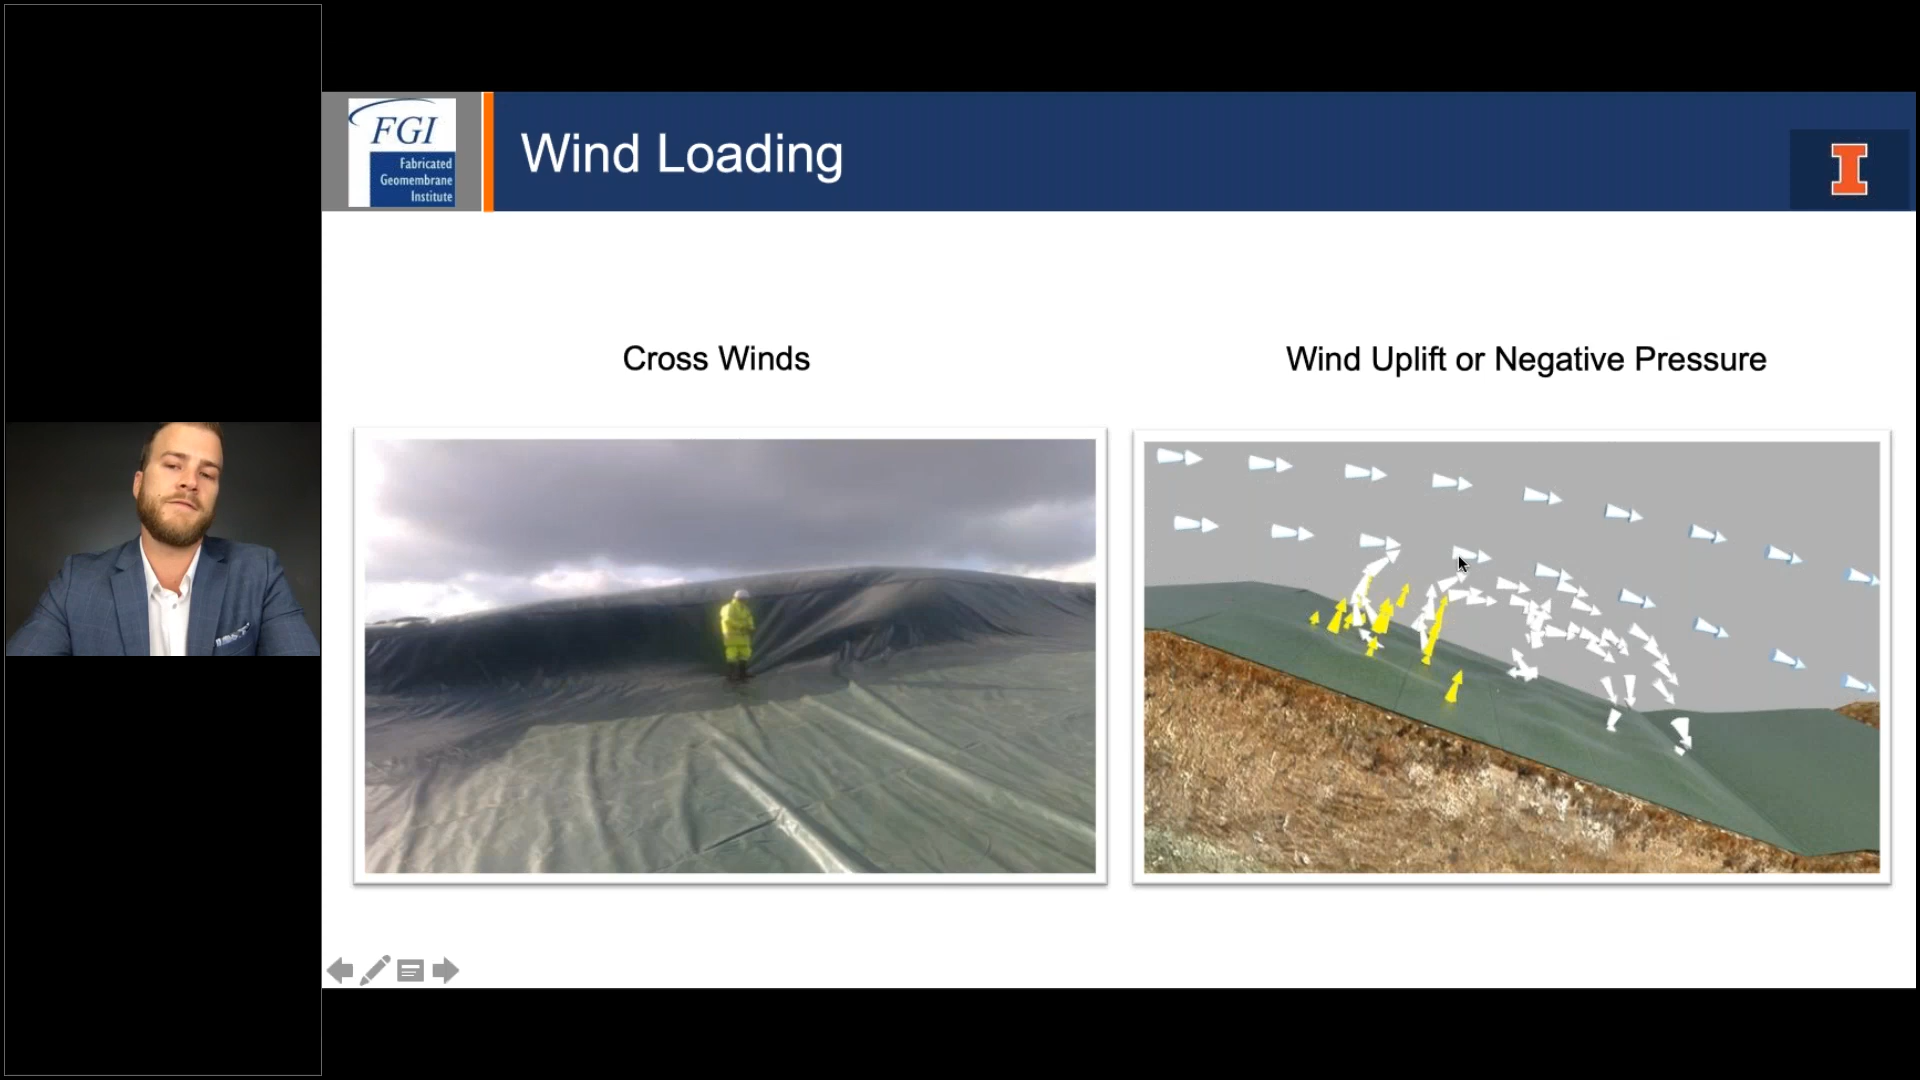 FGI
Fabricated
Geomembrane
Institute
Wind Loading
I
Cross Winds
Wind Uplift or Negative Pressure